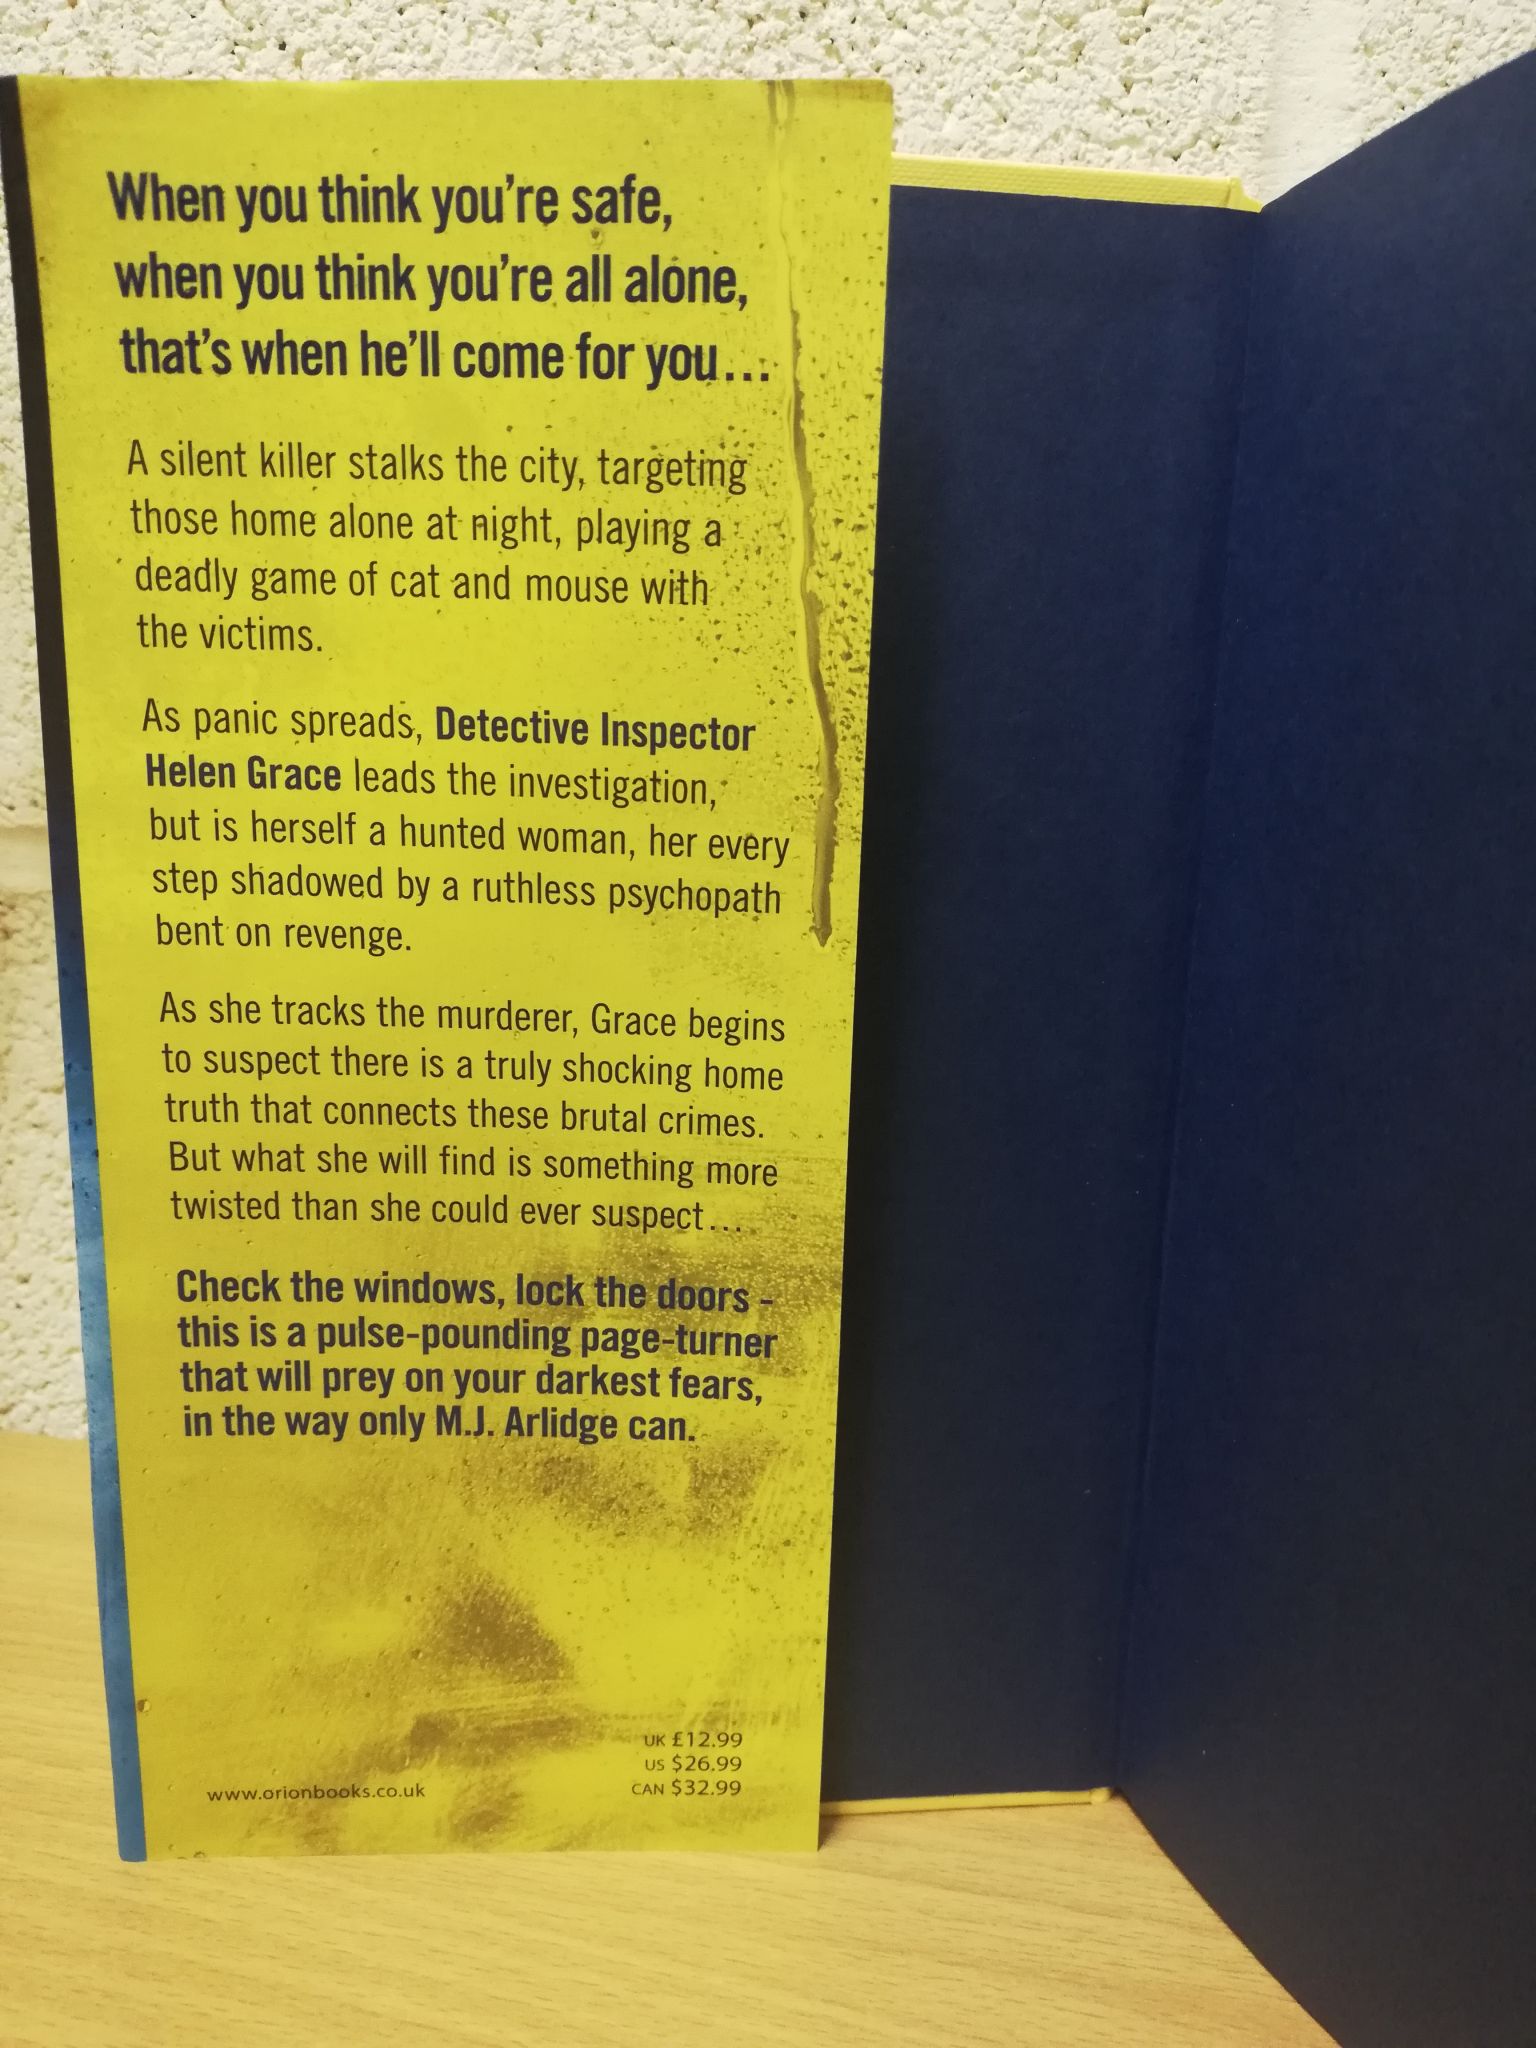 When you think you're safe,
when you think you're all alone,
that's when he'll come for you...
A silent killer stalks the city, targeting
those home alone at night, playing a
deadly game of cat and mouse with
the victims.
As panic spreads, Detective Inspector
Helen Grace leads the investigation,
but is herself a hunted woman, her every
step shadowed by a ruthless psychopath
bent on revenge.
As she tracks the murderer, Grace begins
to suspect there is a truly shocking home
truth that connects these brutal crimes.
But what she will find is something more
twisted than she could ever suspect...
Check the windows, lock the doors -
this is a pulse-pounding page-turner
that will prey on your darkest fears,
in the way only M.J. Arlidge can.
UK £12.99
US $26.99
CAN $32.99
www.orionbooks.co.uk